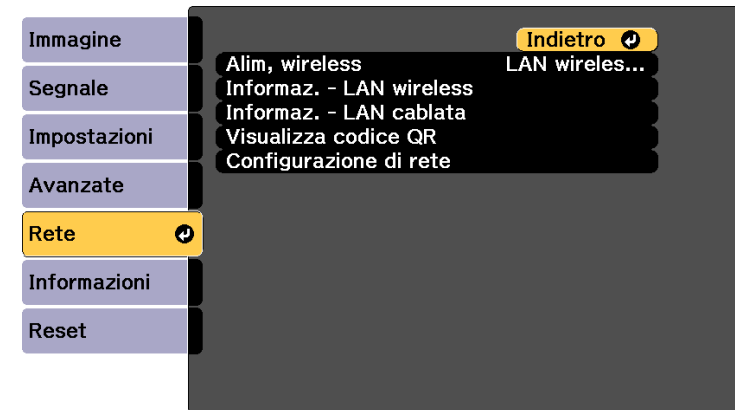 Immagine
Segnale
Impostazioni
Avanzate
Rete
Informazioni
Reset
Indietro
Alim, wireless LAN wireles...
Informaz. - LAN wireless
Informaz. - LAN cablata
Visualizza codice QR
Configurazione di rete